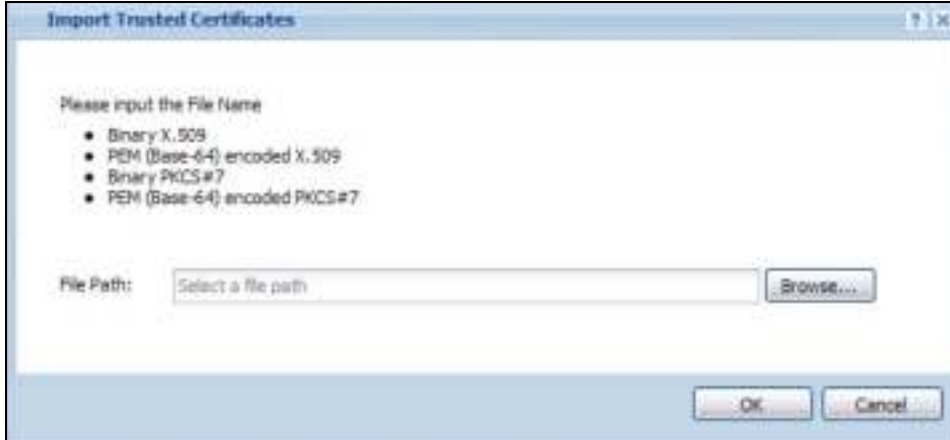 Import Trusted Certificates
Please input the File Name
• Binary X.509
• PEM (Base-64) encoded X.509
• Binary PKCS#7
• PEM (Base-64) encoded PKCS#7
File Path: Select a file path Browse...
OK Cancel